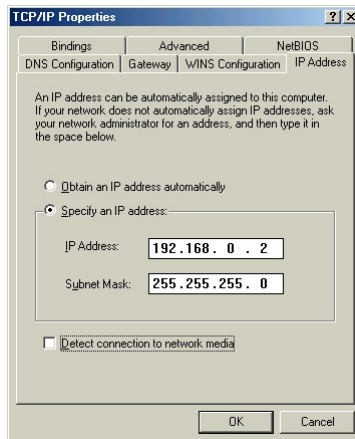 TCP/IP Properties
Bindings Advanced NetBIOS
DNS Configuration Gateway WINS Configuration IP Address
An IP address can be automatically assigned to this computer.
If your network does not automatically assign IP addresses, ask
your network administrator for an address, and then type it in
the space below.
Obtain an IP address automatically
Specify an IP address:
IP Address: 192.168. 0 . 2
Subnet Mask: 255.255.255. 0
Detect connection to network media
OK Cancel